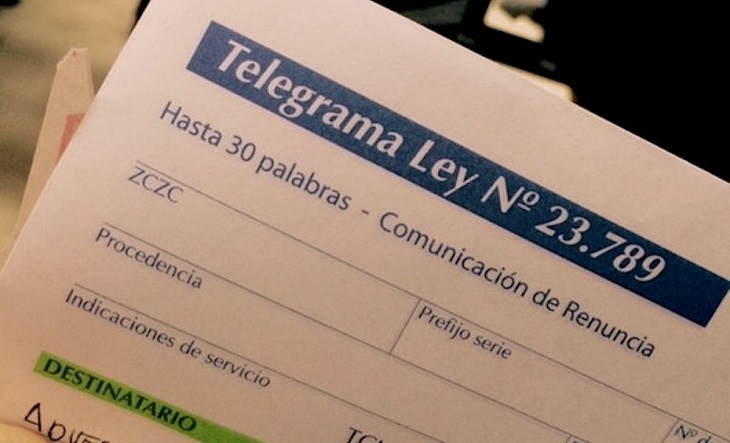 Telegrama Ley Nº 23.789
Hasta 30 palabras - Comunicación de Renuncia
ZCZC
Procedencia
Prefijo serie
Indicaciones de servicio
DESTINATARIO